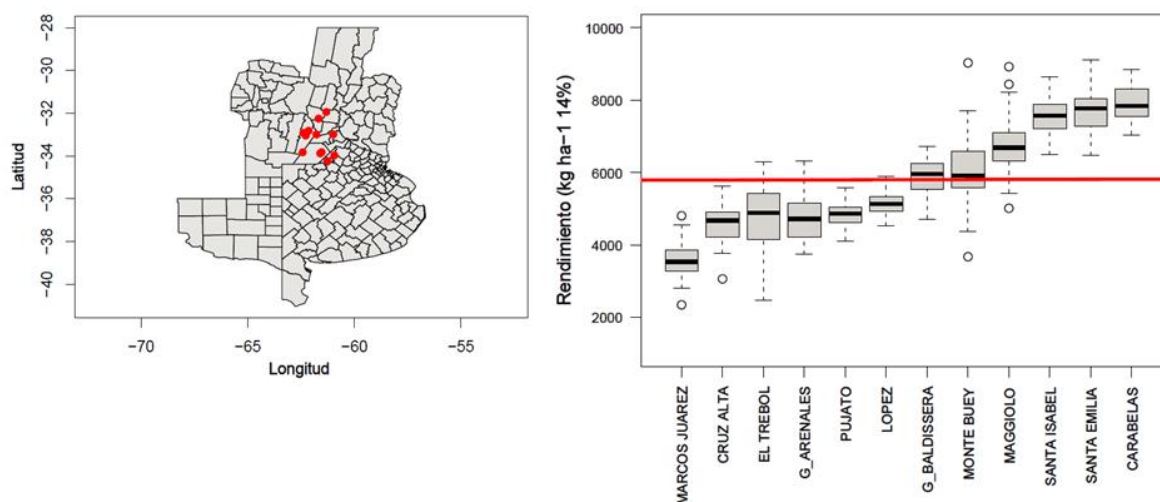 −28
−30
−32
−34
−36
−38
−40
Latitud
−70
−65
−60
−55
Longitud
10000
8000
6000
4000
2000
Rendimiento (kg ha−1 14%)
MARCOS JUAREZ
CRUZ ALTA
EL TREBOL
G_ARENALES
PUJATO
LOPEZ
G_BALDISSERA
MONTE BUEY
MAGGIOLO
SANTA ISABEL
SANTA EMILIA
CARABELAS